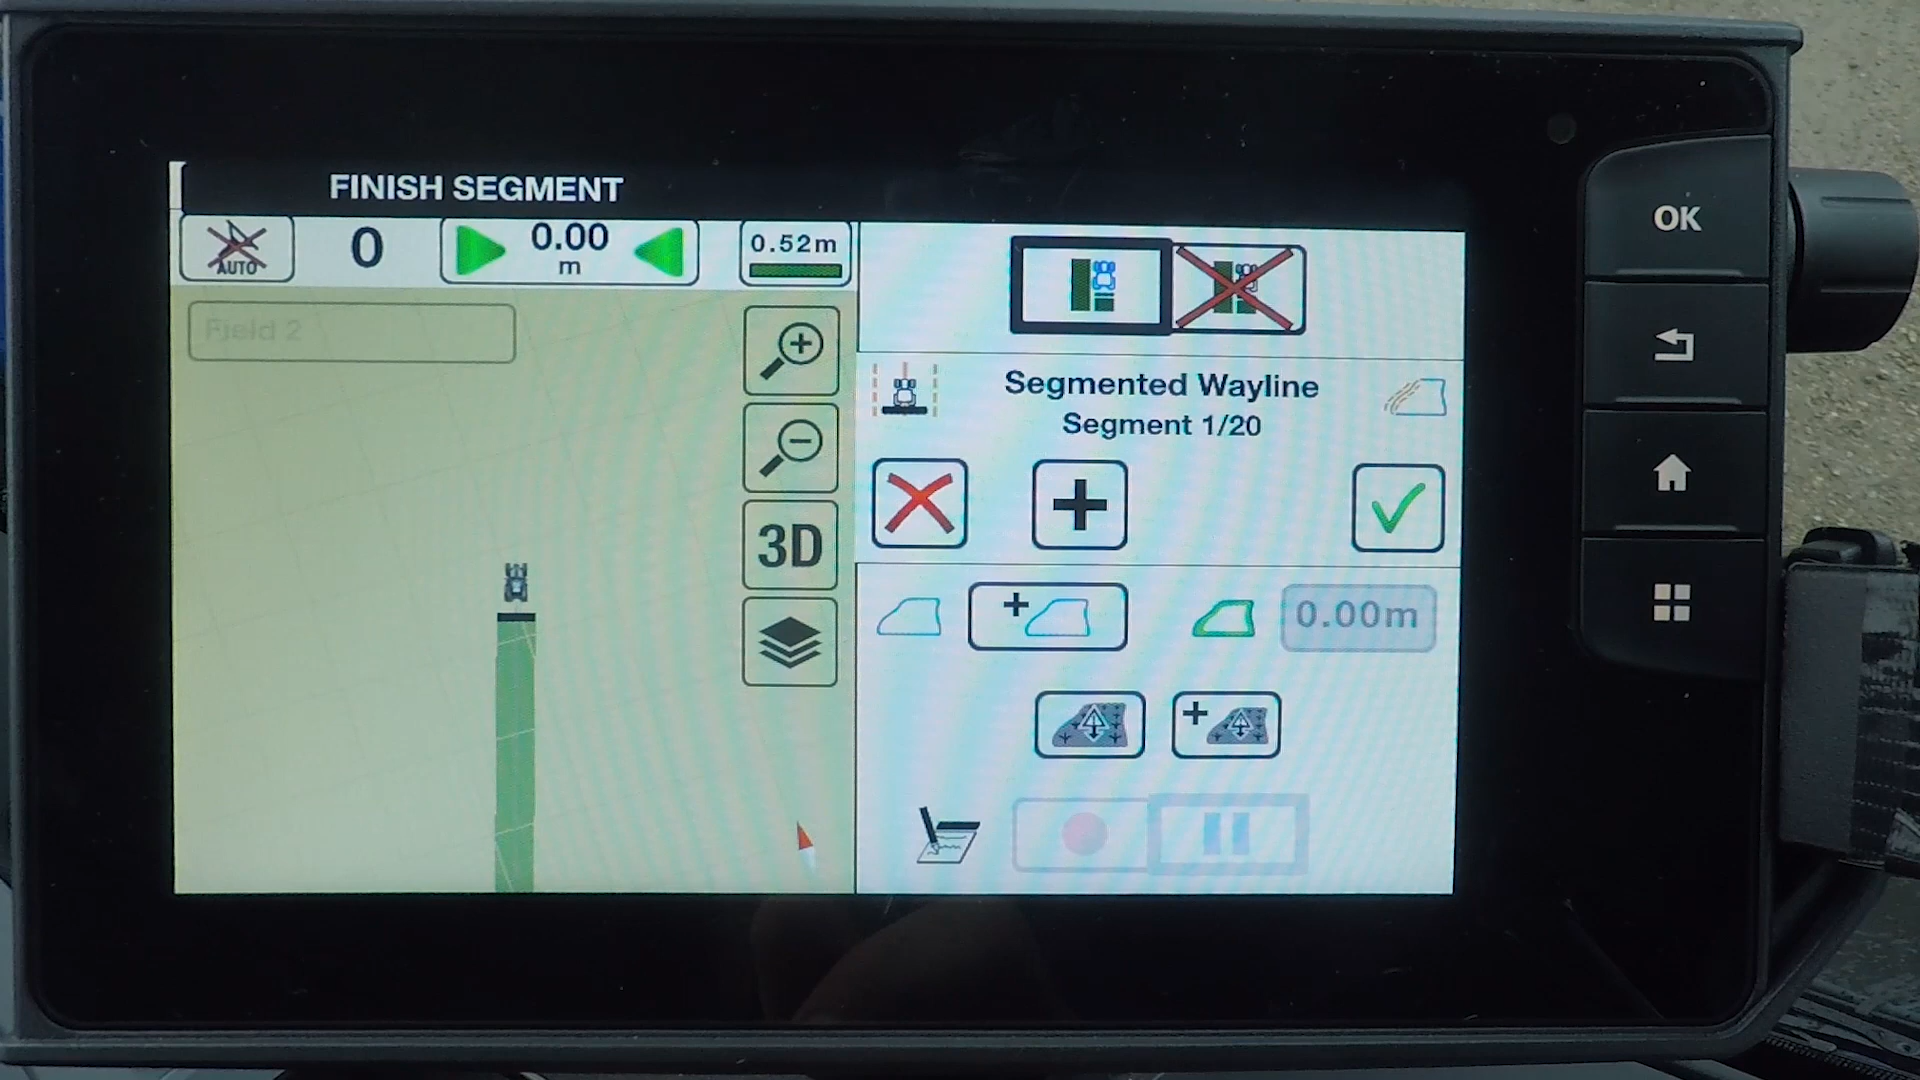 FINISH SEGMENT
AUTO
0
0.00
m
0.52m
Field 2
3D
Segmented Wayline
Segment 1/20
0.00m
OK